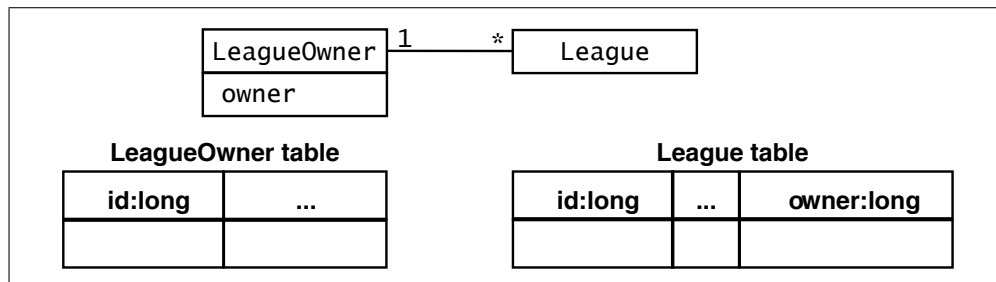 LeagueOwner 1 * League
owner
LeagueOwner table League table
id:long ... id:long ... owner:long